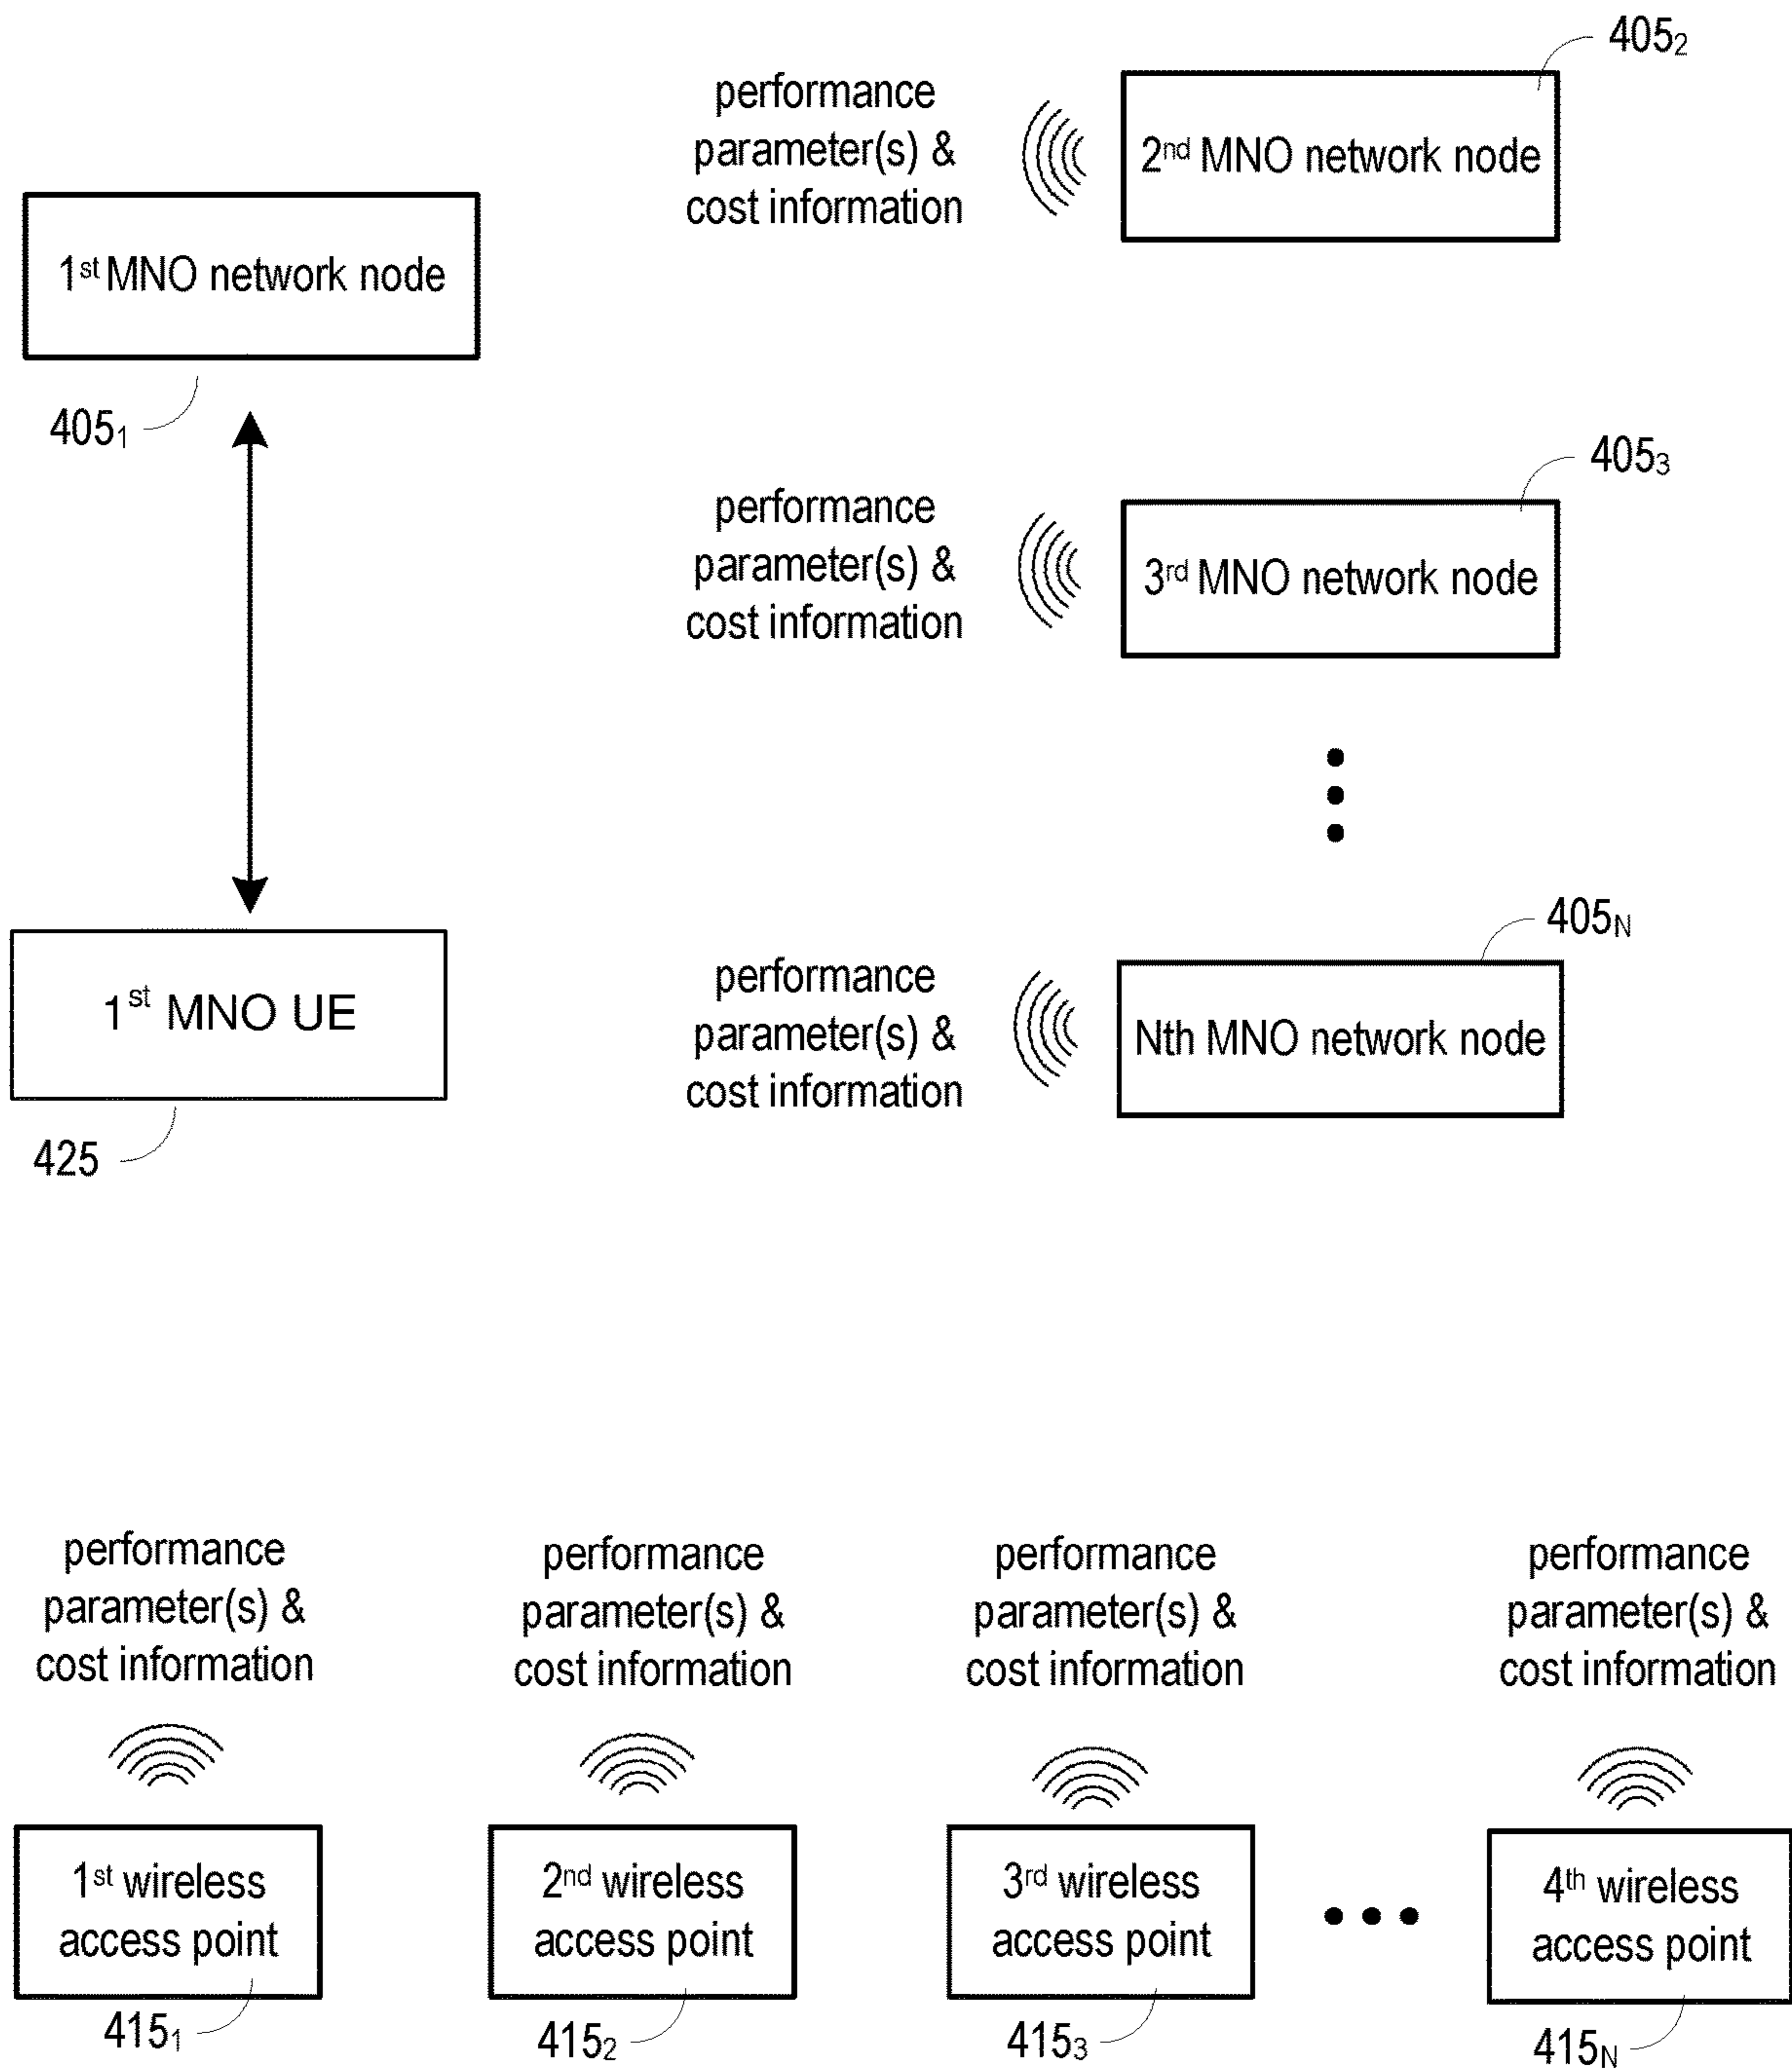 405₂
performance
parameter(s) &
cost information
2ⁿᵈ MNO network node
1ˢᵗ MNO network node
405₁
405₃
performance
parameter(s) &
cost information
3ʳᵈ MNO network node
405_N
performance
parameter(s) &
cost information
Nth MNO network node
1ˢᵗ MNO UE
425
performance
parameter(s) &
cost information
performance
parameter(s) &
cost information
performance
parameter(s) &
cost information
performance
parameter(s) &
cost information
1ˢᵗ wireless
access point
415₁
2ⁿᵈ wireless
access point
415₂
3ʳᵈ wireless
access point
415₃
4ᵗʰ wireless
access point
415_N